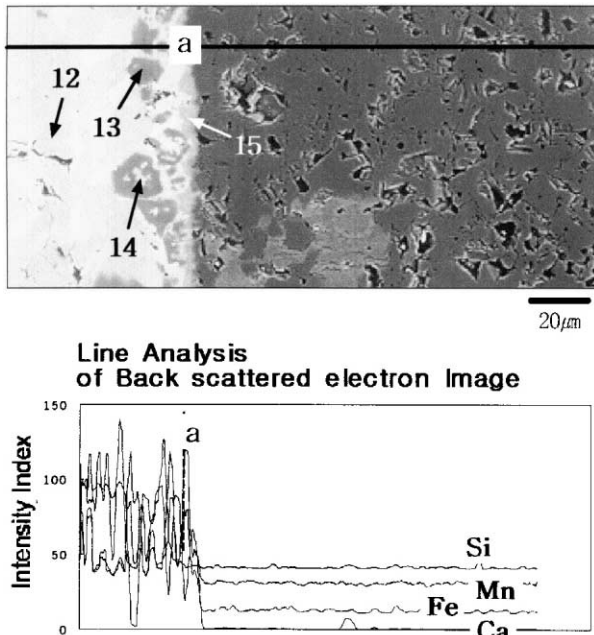 a
12
13
15
14
20㎛
Line Analysis
of Back scattered electron Image
150
a
100
Intensity Index
Si
50
Mn
Fe
Ca
0